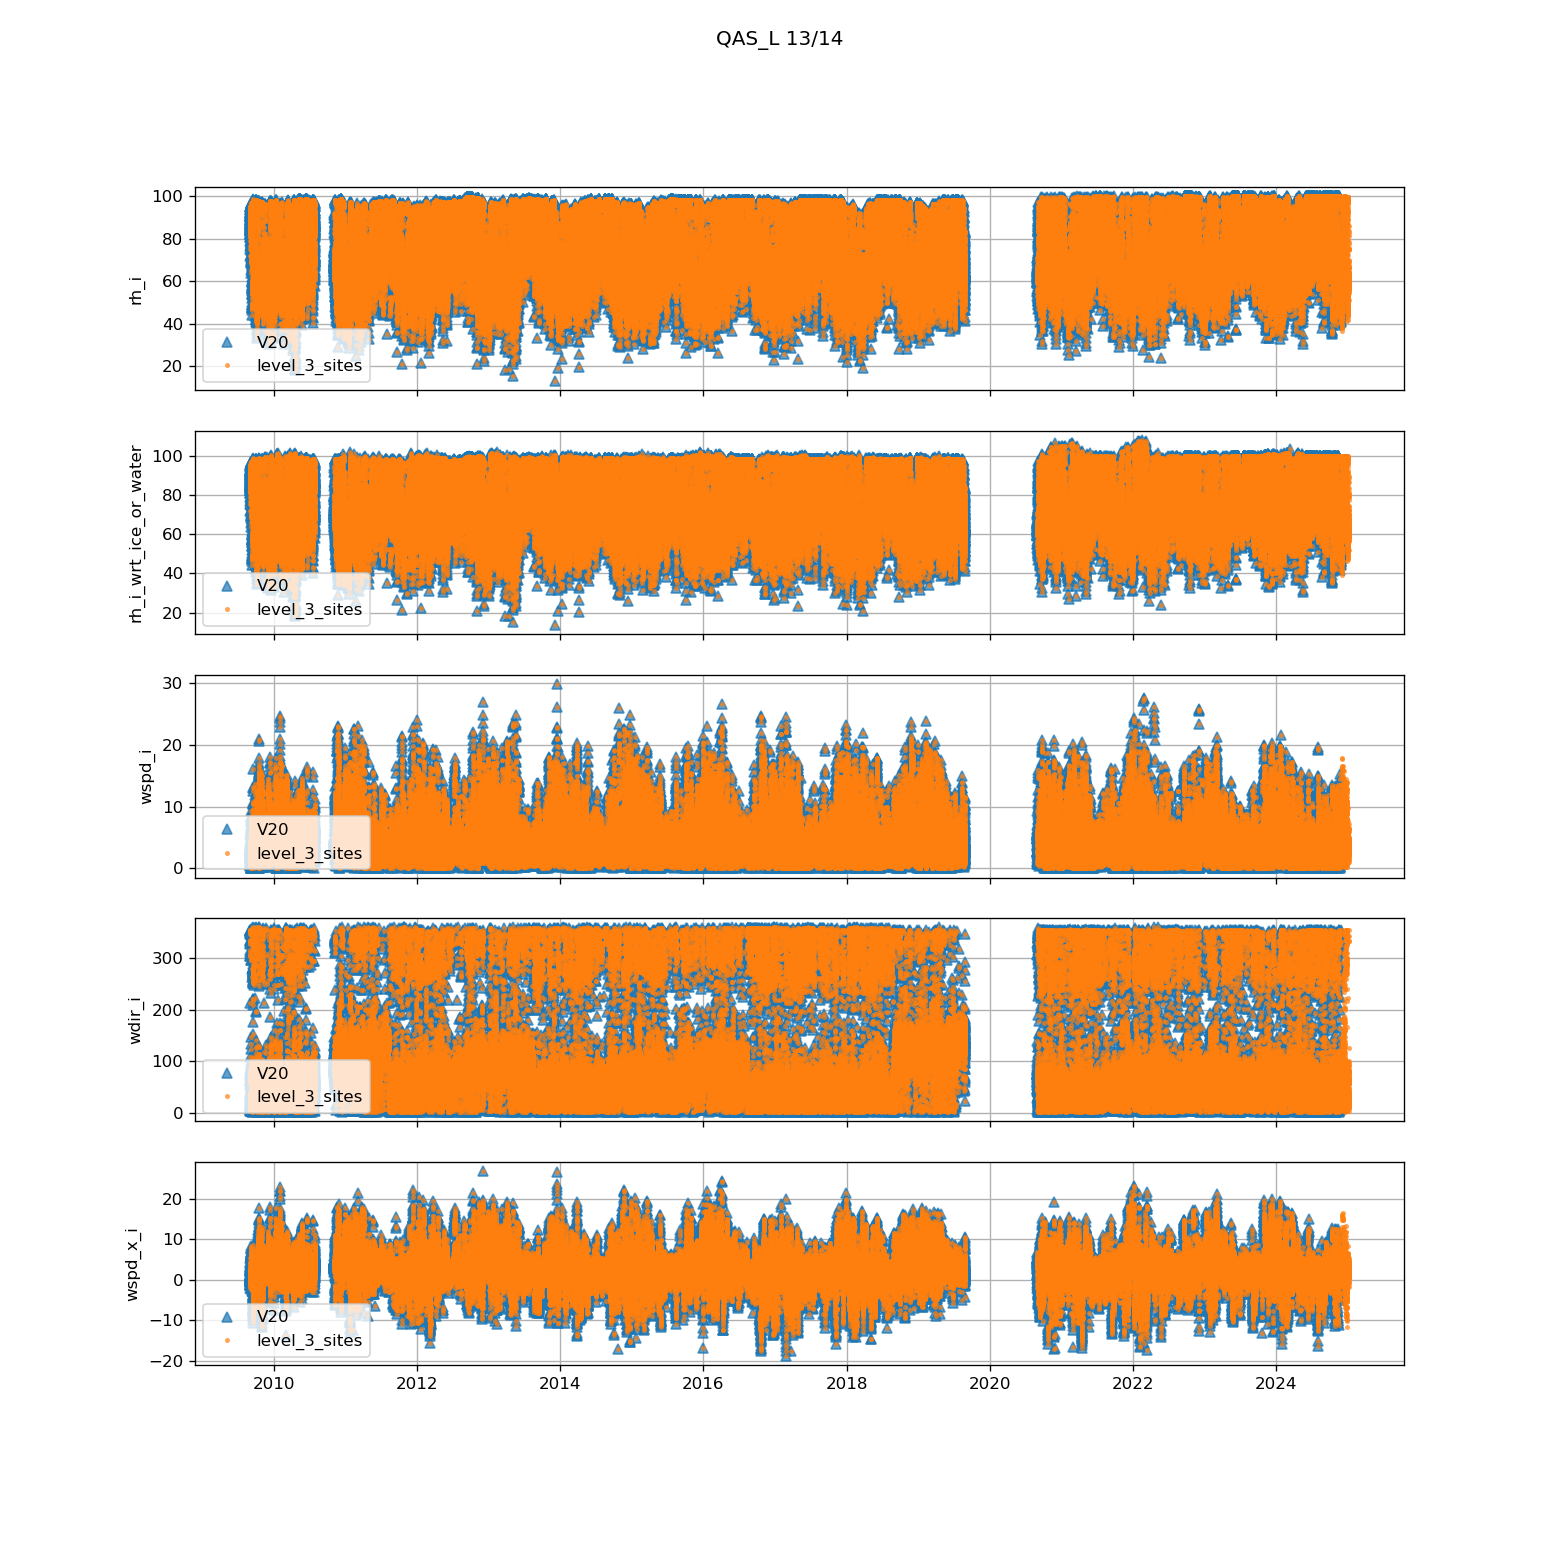 QAS_L 13/14
100
80
60
40
20
rh_i
V20
level_3_sites
100
80
60
40
20
rh_i_wrt_ice_or_water
V20
level_3_sites
30
20
10
0
wspd_i
V20
level_3_sites
300
200
100
0
wdir_i
V20
level_3_sites
20
10
0
−10
−20
wspd_x_i
V20
level_3_sites
2010 2012 2014 2016 2018 2020 2022 2024